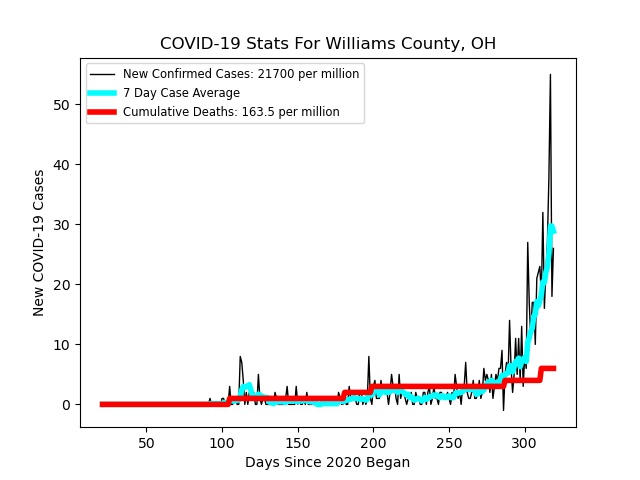 COVID-19 Stats For Williams County, OH
New Confirmed Cases: 21700 per million
7 Day Case Average
Cumulative Deaths: 163.5 per million
New COVID-19 Cases
50
40
30
20
10
0
50 100 150 200 250 300
Days Since 2020 Began